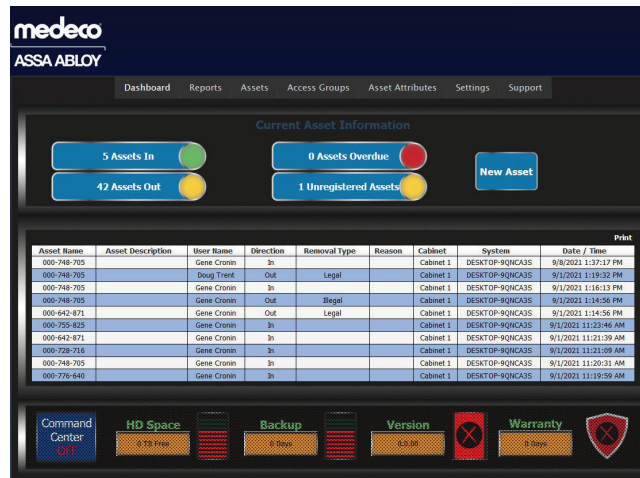 medeco
ASSA ABLOY
Dashboard Reports Assets Access Groups Asset Attributes Settings Support
Current Asset Information
5 Assets In 0 Assets Overdue
New Asset
42 Assets Out 1 Unregistered Assets
Print
Asset Name Asset Description User Name Direction Removal Type Reason Cabinet System Date / Time
000-748-705 Gene Cronin In Cabinet 1 DESKTOP-9QNCA3S 9/8/2021 1:37:17 PM
000-748-705 Doug Trent Out Legal Cabinet 1 DESKTOP-9QNCA3S 9/1/2021 1:19:32 PM
000-748-705 Gene Cronin In Cabinet 1 DESKTOP-9QNCA3S 9/1/2021 1:16:13 PM
000-748-705 Gene Cronin Out Illegal Cabinet 1 DESKTOP-9QNCA3S 9/1/2021 1:14:56 PM
000-642-871 Gene Cronin Out Legal Cabinet 1 DESKTOP-9QNCA3S 9/1/2021 1:14:56 PM
000-755-825 Gene Cronin In Cabinet 1 DESKTOP-9QNCA3S 9/1/2021 11:23:46 AM
000-642-871 Gene Cronin In Cabinet 1 DESKTOP-9QNCA3S 9/1/2021 11:21:39 AM
000-728-716 Gene Cronin In Cabinet 1 DESKTOP-9QNCA3S 9/1/2021 11:21:09 AM
000-748-705 Gene Cronin In Cabinet 1 DESKTOP-9QNCA3S 9/1/2021 11:20:31 AM
000-776-640 Gene Cronin In Cabinet 1 DESKTOP-9QNCA3S 9/1/2021 11:19:59 AM
Command Center Off
HD Space Backup Version Warranty
0 TB Free 0 Days 0.0.00 0 Days